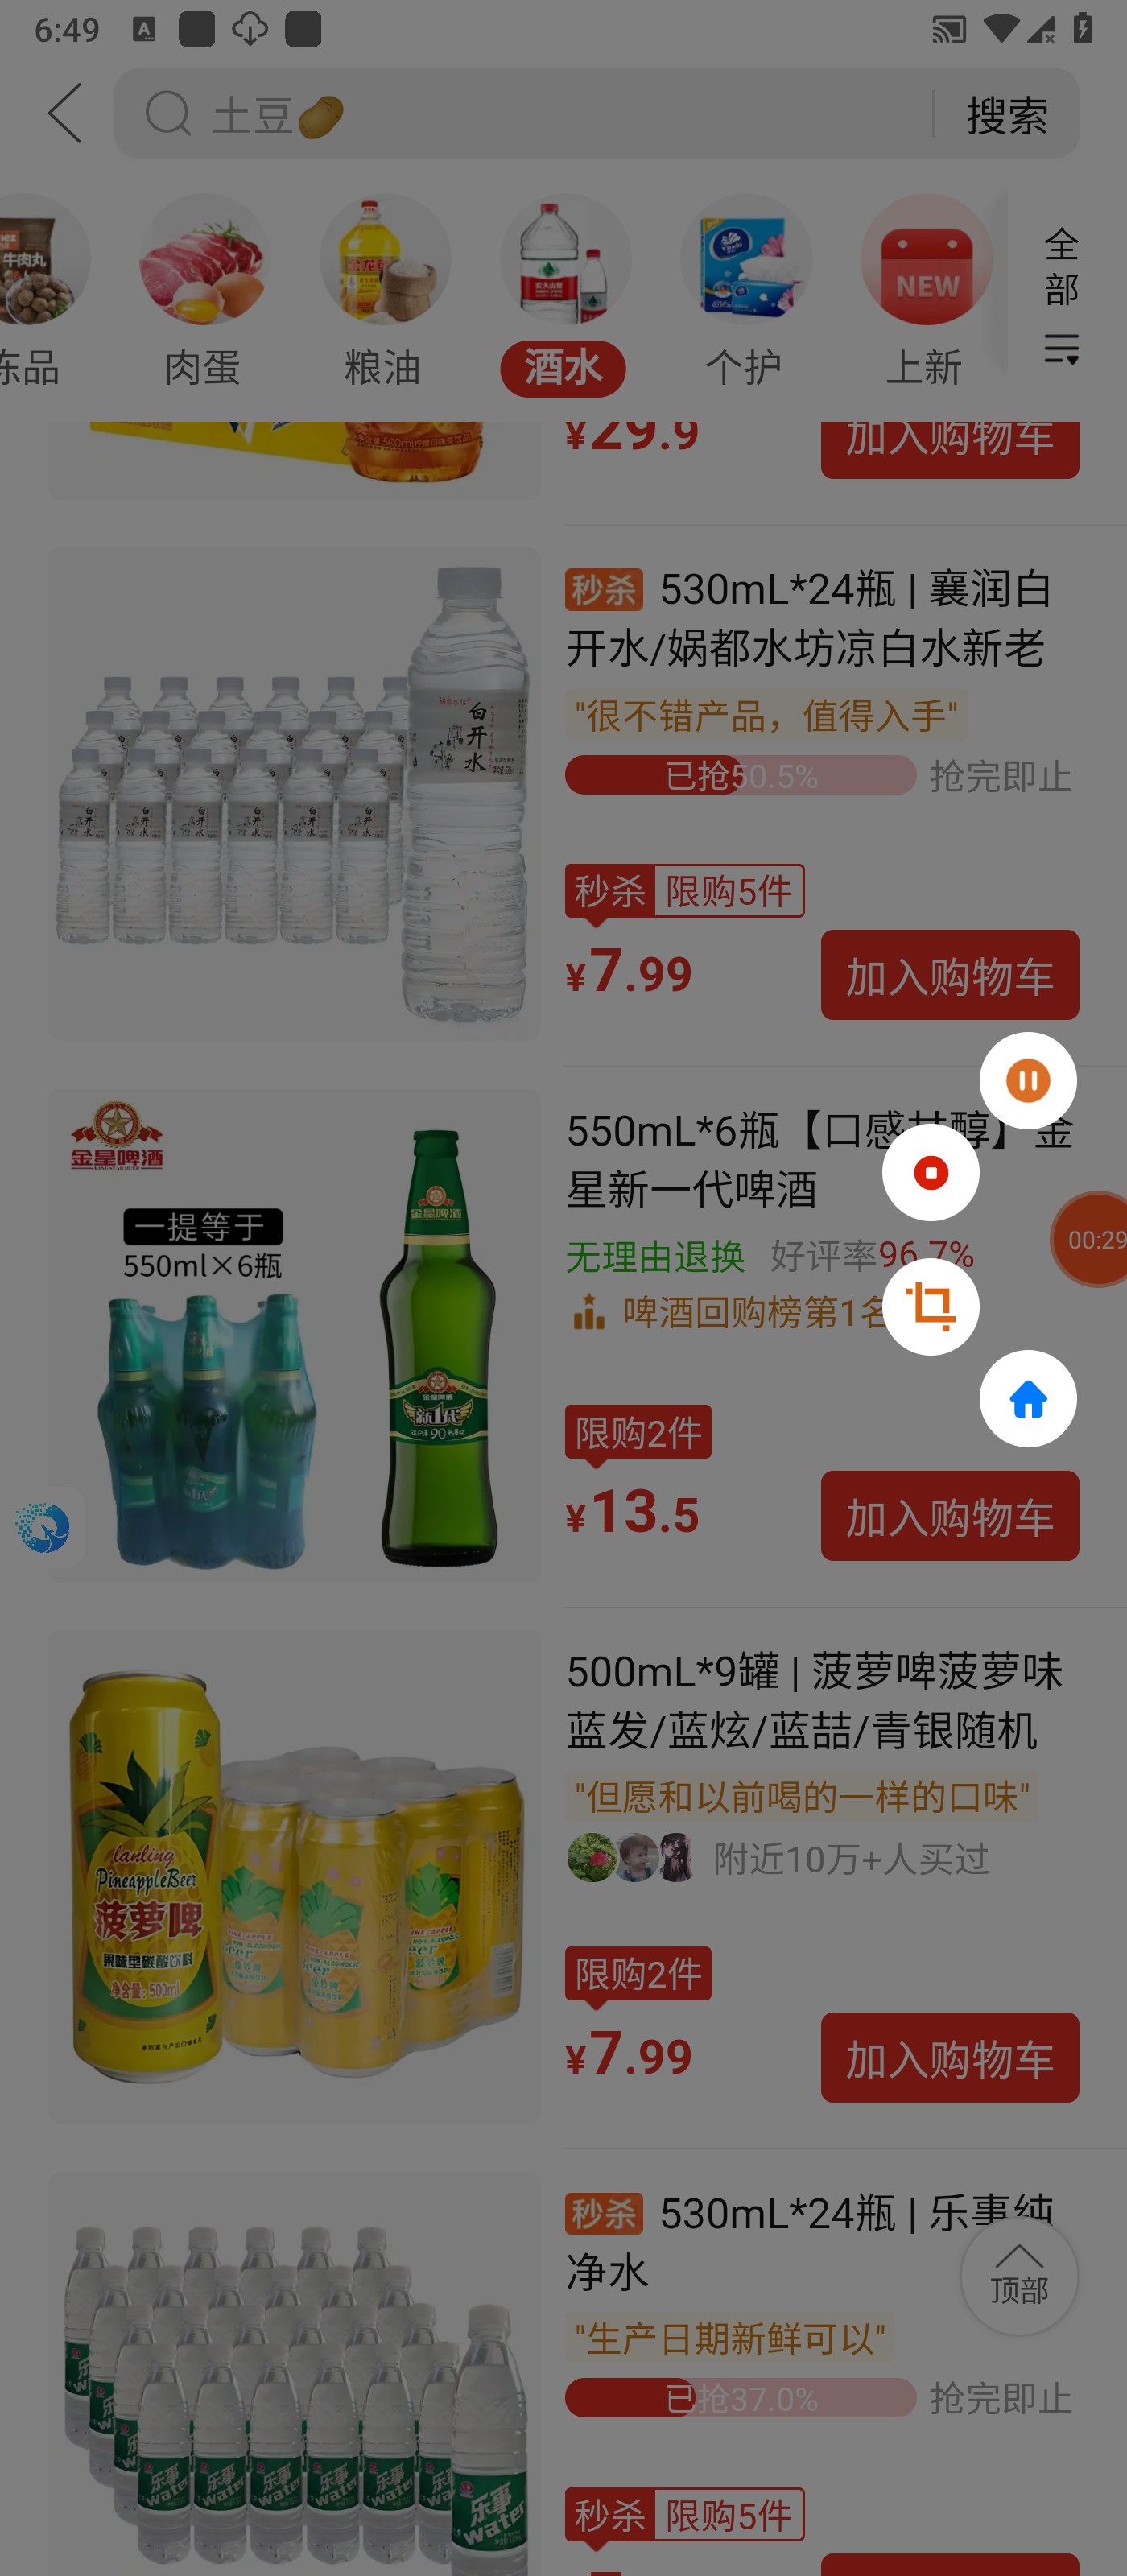 6:49
土豆🥔
搜索
全部
冻品
肉蛋
粮油
酒水
个护
上新
NEW
¥29.9
加入购物车
秒杀 530mL*24瓶 | 襄润白
开水/娲都水坊凉白水新老
"很不错产品，值得入手"
已抢50.5%
抢完即止
秒杀 限购5件
¥7.99
加入购物车
白开水
金星啤酒
一提等于
550ml×6瓶
550mL*6瓶【口感甘醇】金
星新一代啤酒
无理由退换 好评率96.7%
啤酒回购榜第1名
00:29
限购2件
¥13.5
加入购物车
500mL*9罐 | 菠萝啤菠萝味
蓝发/蓝炫/蓝喆/青银随机
"但愿和以前喝的一样的口味"
附近10万+人买过
限购2件
¥7.99
加入购物车
lanling
PineappleBeer
菠萝啤
果味型碳酸饮料
净含量: 500ml
秒杀 530mL*24瓶 | 乐事纯
净水
"生产日期新鲜可以"
已抢37.0%
抢完即止
顶部
秒杀 限购5件
乐事
water